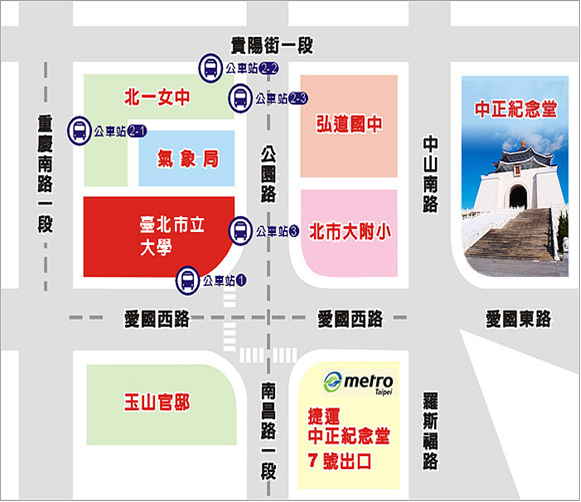 貴陽街一段
公車站2-2
公車站2-3
北一女中
公車站2-1
氣象局
弘道國中
中正紀念堂
重慶南路一段
公園路
中山南路
臺北市立
大學
公車站3
北市大附小
公車站1
愛國西路
愛國西路
愛國東路
玉山官邸
南昌路一段
metro
Taipei
捷運
中正紀念堂
7號出口
羅斯福路